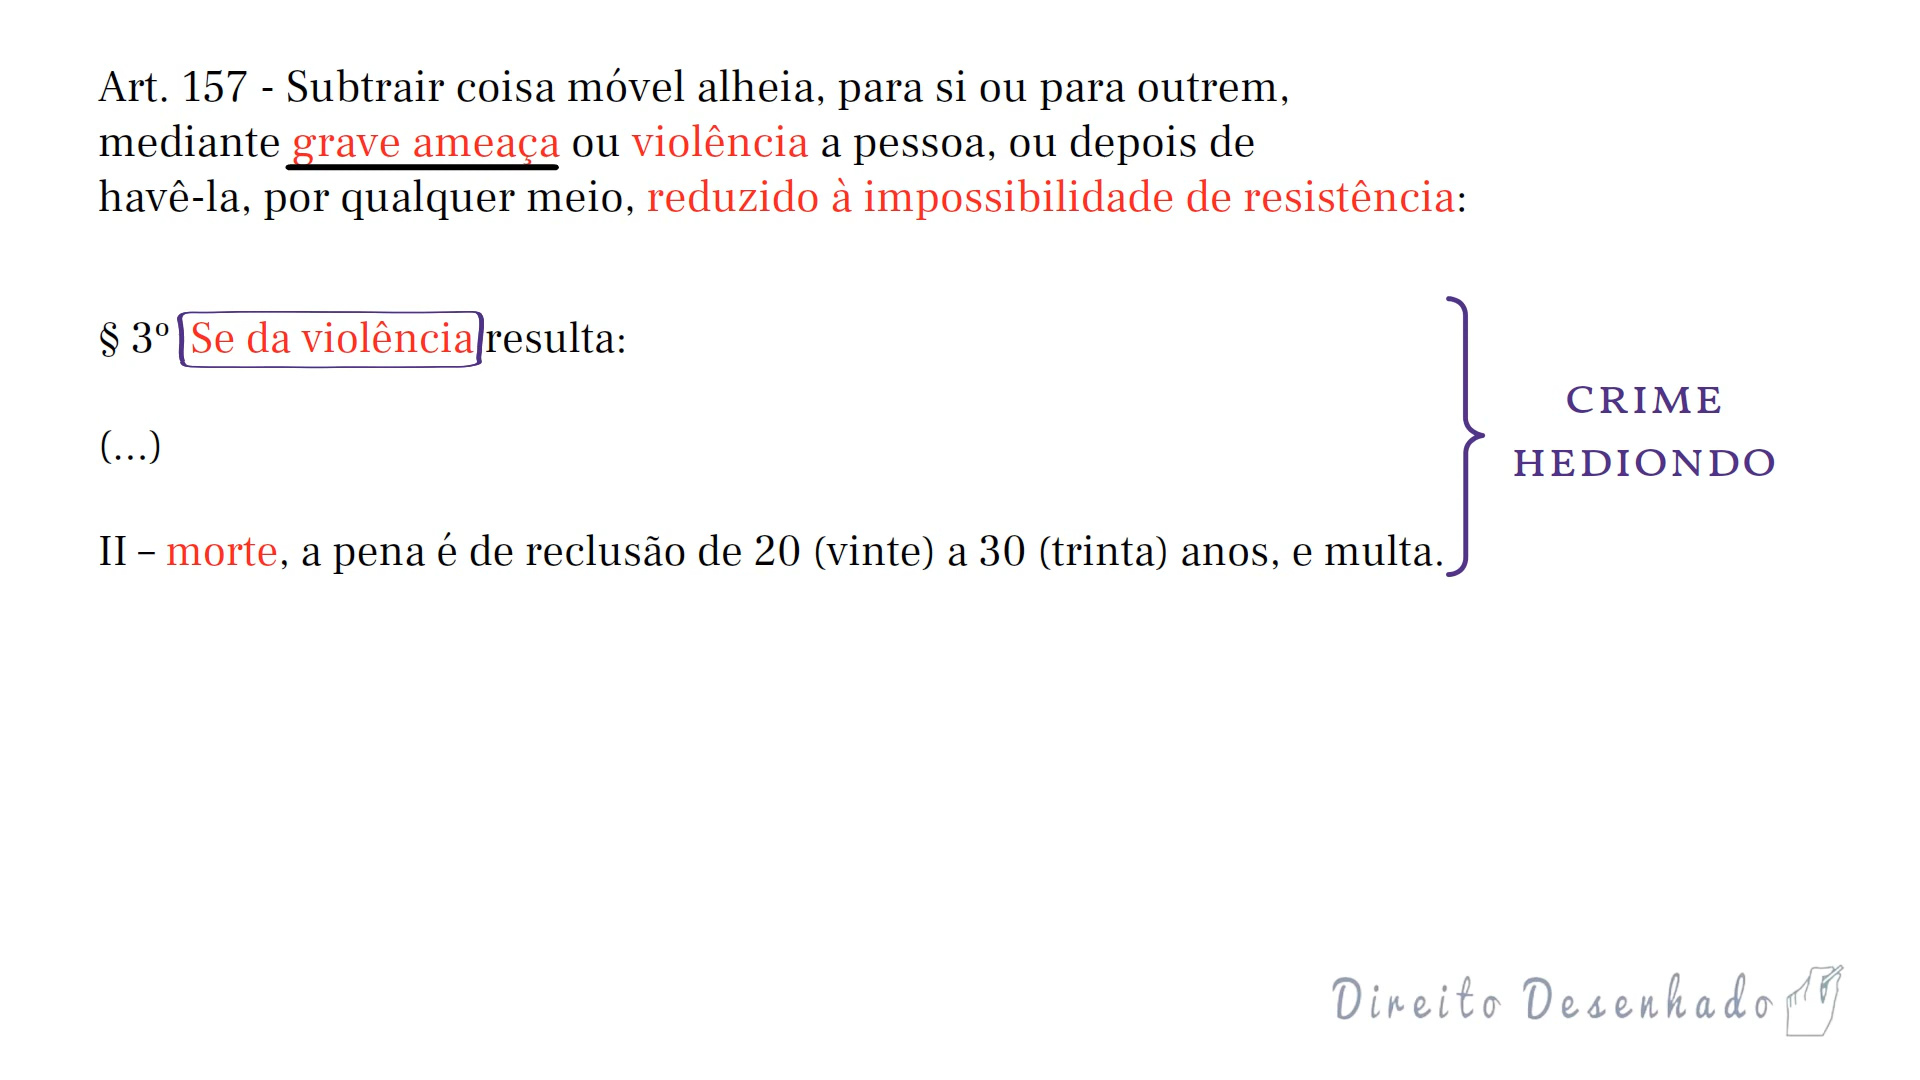 Art. 157 - Subtrair coisa móvel alheia, para si ou para outrem,
mediante grave ameaça ou violência a pessoa, ou depois de
havê-la, por qualquer meio, reduzido à impossibilidade de resistência:
§ 3º Se da violência resulta:
(...)
II – morte, a pena é de reclusão de 20 (vinte) a 30 (trinta) anos, e multa.
CRIME
HEDIONDO
Direito Desenhado